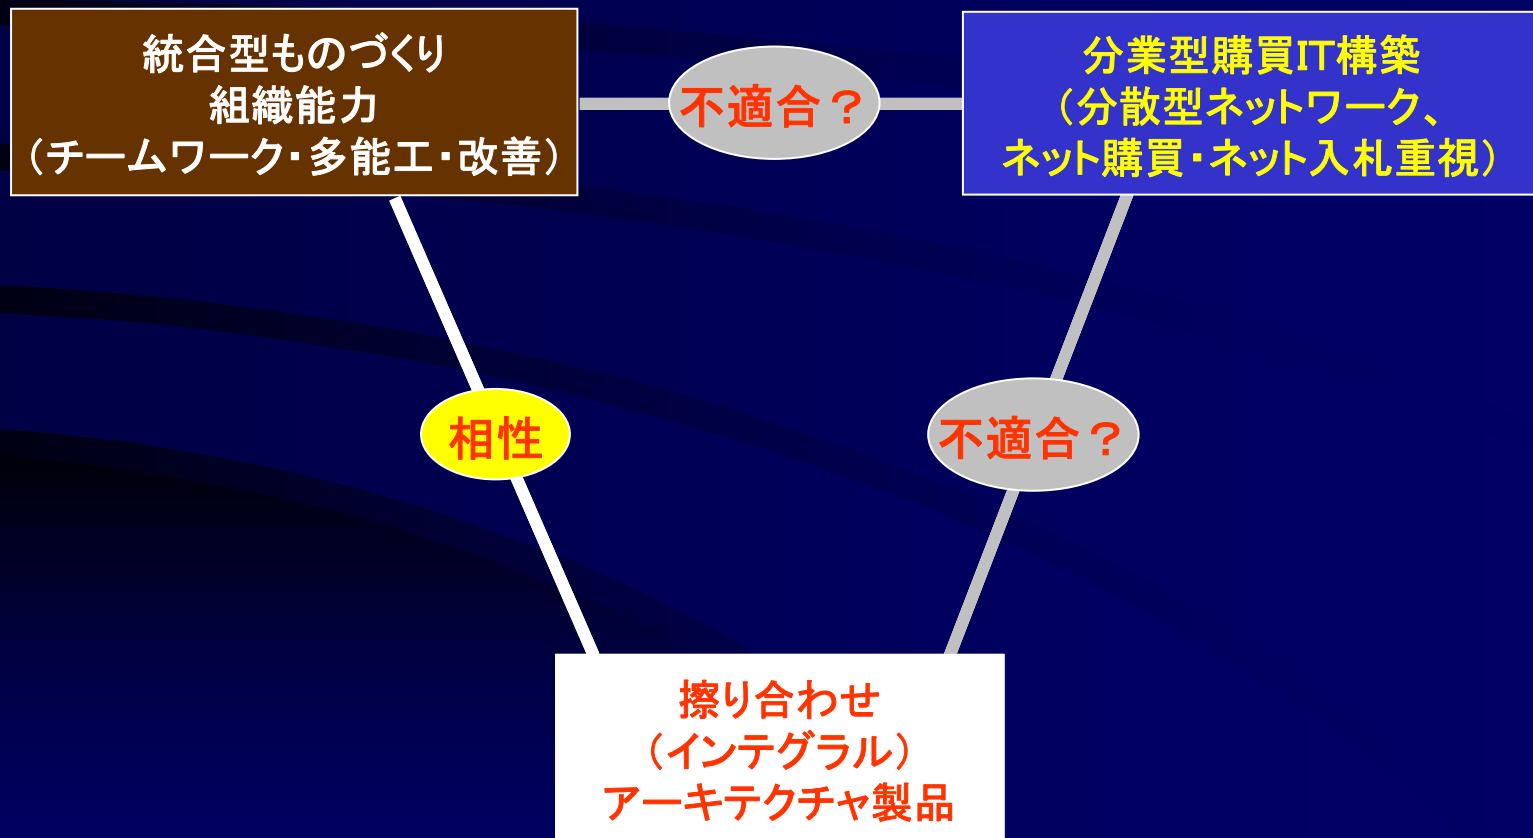 統合型ものづくり
組織能力
（チームワーク・多能工・改善）
不適合？
分業型購買IT構築
（分散型ネットワーク、
ネット購買・ネット入札重視）
相性
不適合？
擦り合わせ
（インテグラル）
アーキテクチャ製品